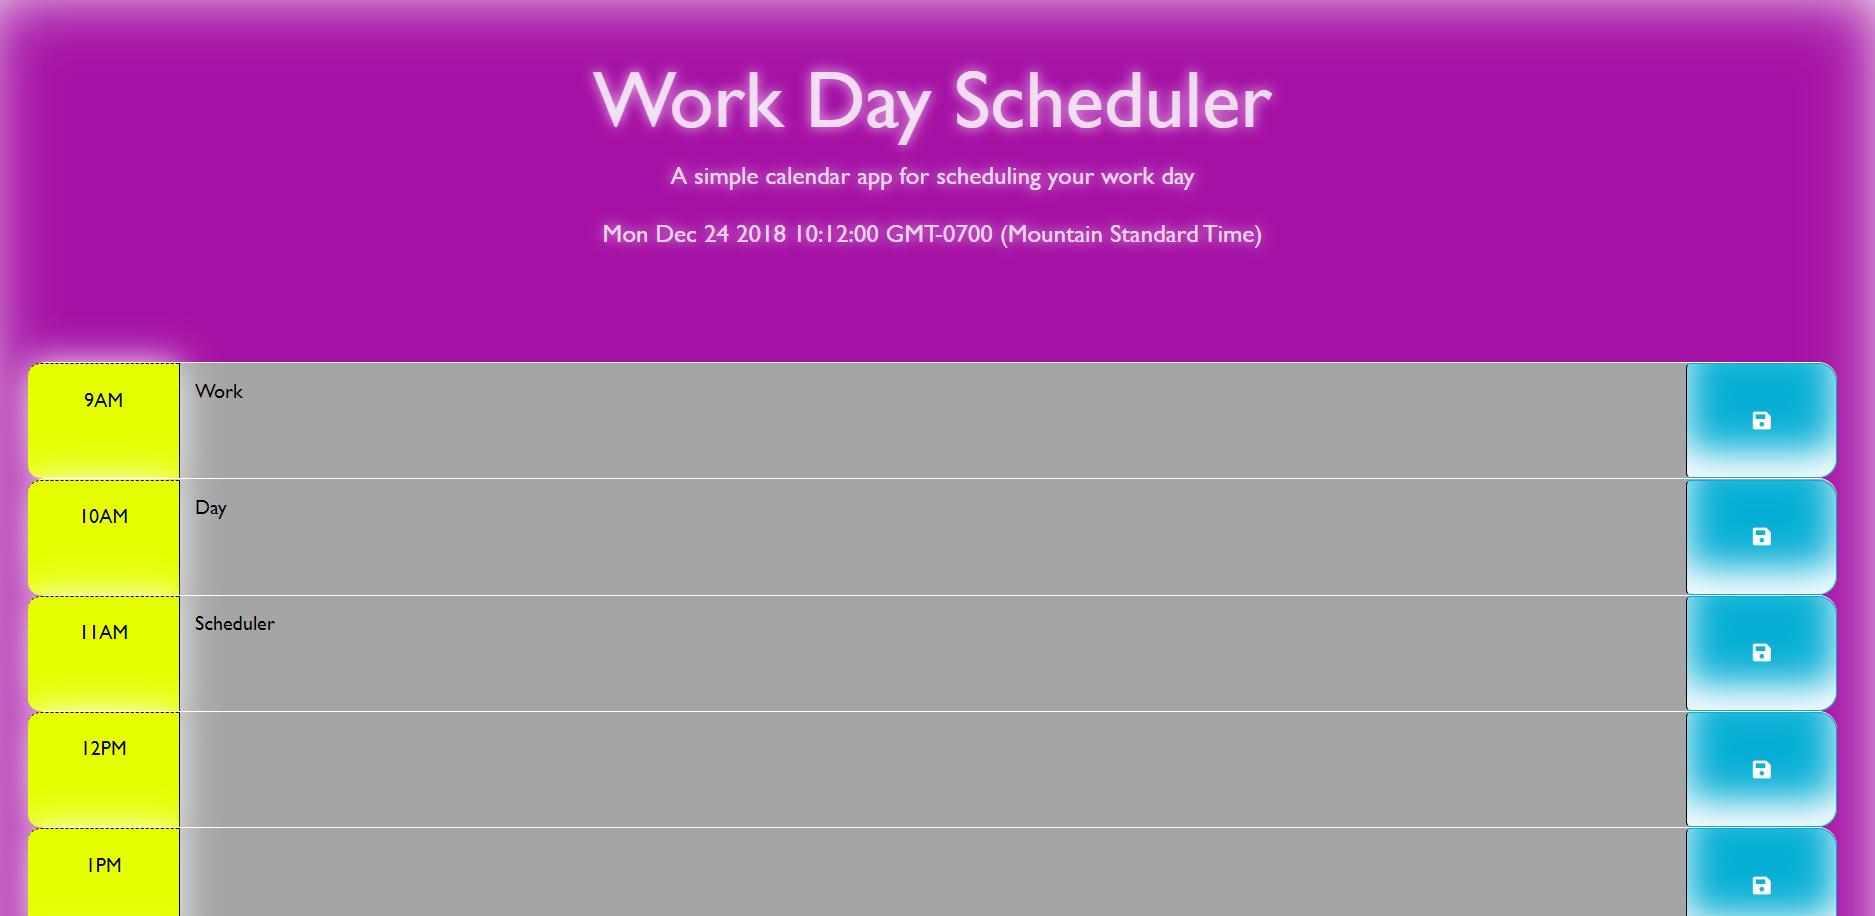 Work Day Scheduler
A simple calendar app for scheduling your work day
Mon Dec 24 2018 10:12:00 GMT-0700 (Mountain Standard Time)
9AM
Work
10AM
Day
11AM
Scheduler
12PM
1PM